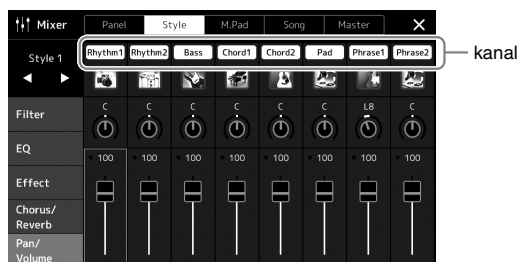 Mixer Panel Style M.Pad Song Master ×
Style 1 Rhythm1 Rhythm2 Bass Chord1 Chord2 Pad Phrase1 Phrase2 kanal
Filter C C C C C C L8 C
EQ
100 100 100 100 100 100 100 100
Effect
Chorus/
Reverb
Pan/
Volume